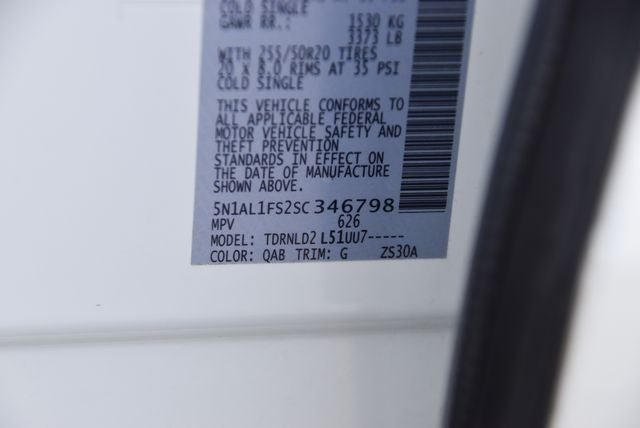 COLD SINGLE
GAWR RR.: 1530 KG
3373 LB
WITH 255/50R20 TIRES
20 X 8.0 RIMS AT 35 PSI
COLD SINGLE
THIS VEHICLE CONFORMS TO
ALL APPLICABLE FEDERAL
MOTOR VEHICLE SAFETY AND
THEFT PREVENTION
STANDARDS IN EFFECT ON
THE DATE OF MANUFACTURE
SHOWN ABOVE.
5N1AL1FS2SC346798
MPV 626
MODEL: TDRNLD2 L51UU7-----
COLOR: QAB TRIM: G ZS30A